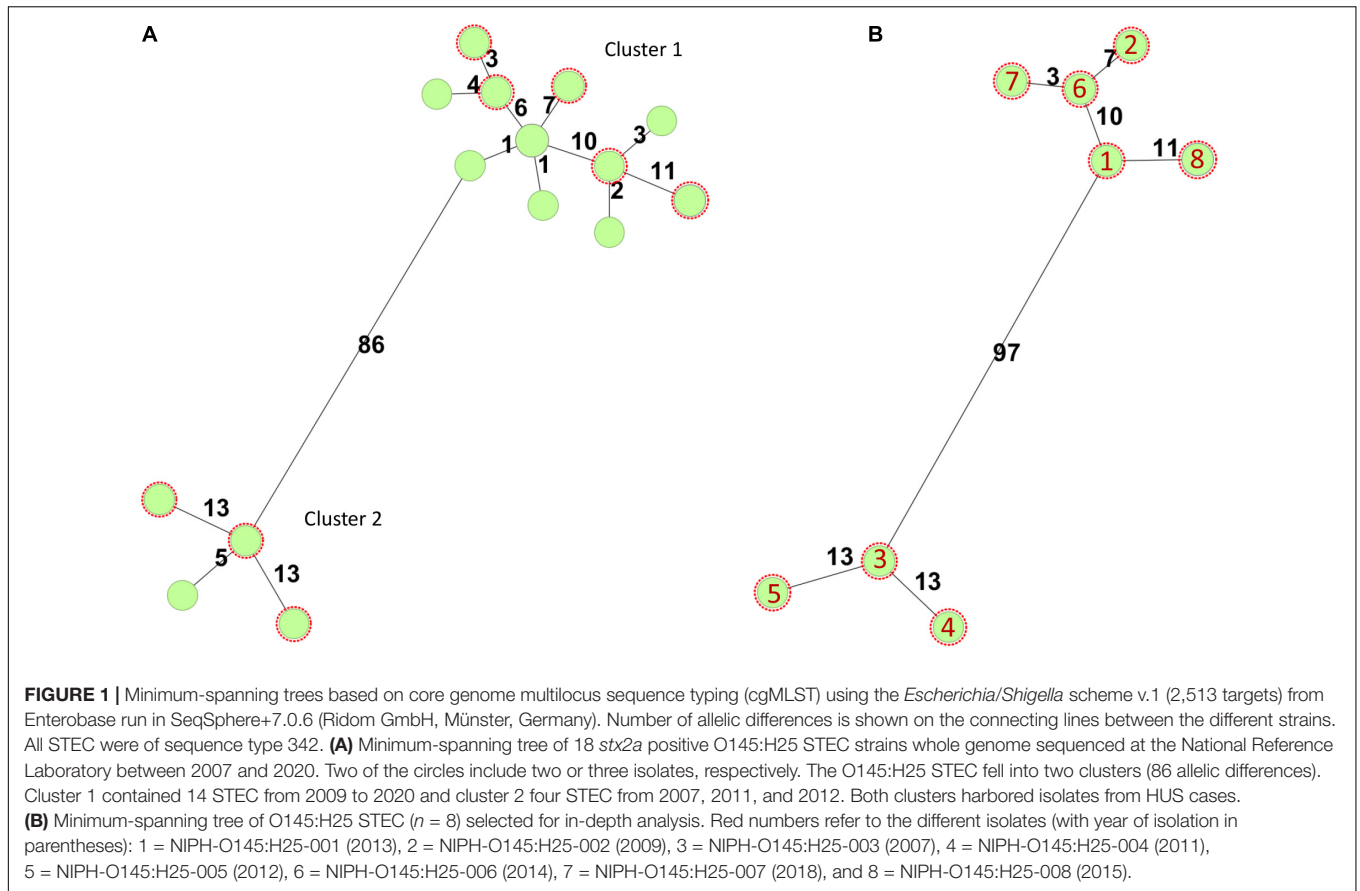 A
B
Cluster 1
3
4
6
7
1
1
10
3
11
2
86
13
Cluster 2
5
13
2
7
7
3
6
10
1
11
8
97
13
3
13
5
4
FIGURE 1 | Minimum-spanning trees based on core genome multilocus sequence typing (cgMLST) using the Escherichia/Shigella scheme v.1 (2,513 targets) from
Enterobase run in SeqSphere+7.0.6 (Ridom GmbH, Münster, Germany). Number of allelic differences is shown on the connecting lines between the different strains.
All STEC were of sequence type 342. (A) Minimum-spanning tree of 18 stx2a positive O145:H25 STEC strains whole genome sequenced at the National Reference
Laboratory between 2007 and 2020. Two of the circles include two or three isolates, respectively. The O145:H25 STEC fell into two clusters (86 allelic differences).
Cluster 1 contained 14 STEC from 2009 to 2020 and cluster 2 four STEC from 2007, 2011, and 2012. Both clusters harbored isolates from HUS cases.
(B) Minimum-spanning tree of O145:H25 STEC (n = 8) selected for in-depth analysis. Red numbers refer to the different isolates (with year of isolation in
parentheses): 1 = NIPH-O145:H25-001 (2013), 2 = NIPH-O145:H25-002 (2009), 3 = NIPH-O145:H25-003 (2007), 4 = NIPH-O145:H25-004 (2011),
5 = NIPH-O145:H25-005 (2012), 6 = NIPH-O145:H25-006 (2014), 7 = NIPH-O145:H25-007 (2018), and 8 = NIPH-O145:H25-008 (2015).